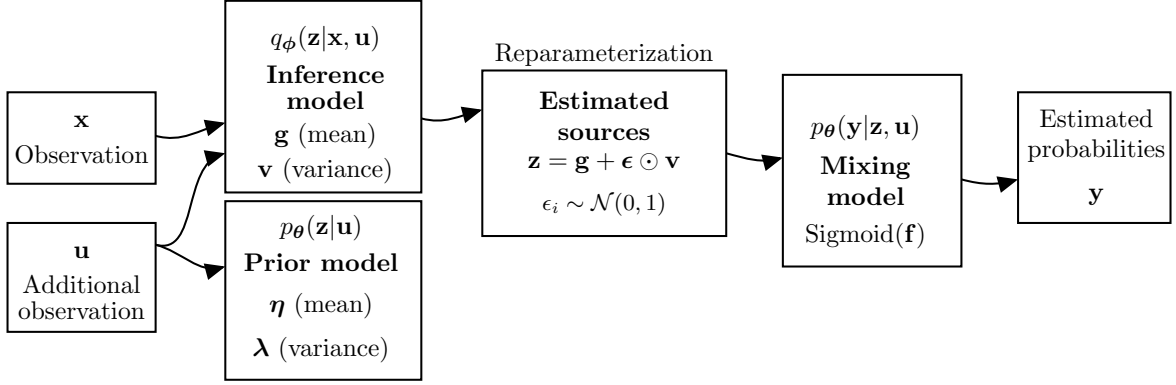 x
Observation
u
Additional
observation
q_ϕ(z|x, u)
Inference
model
g (mean)
v (variance)
p_θ(z|u)
Prior model
η (mean)
λ (variance)
Reparameterization
Estimated
sources
z = g + ϵ ⊙ v
ϵ_i ∼ 𝒩(0, 1)
p_θ(y|z, u)
Mixing
model
Sigmoid(f)
Estimated
probabilities
y